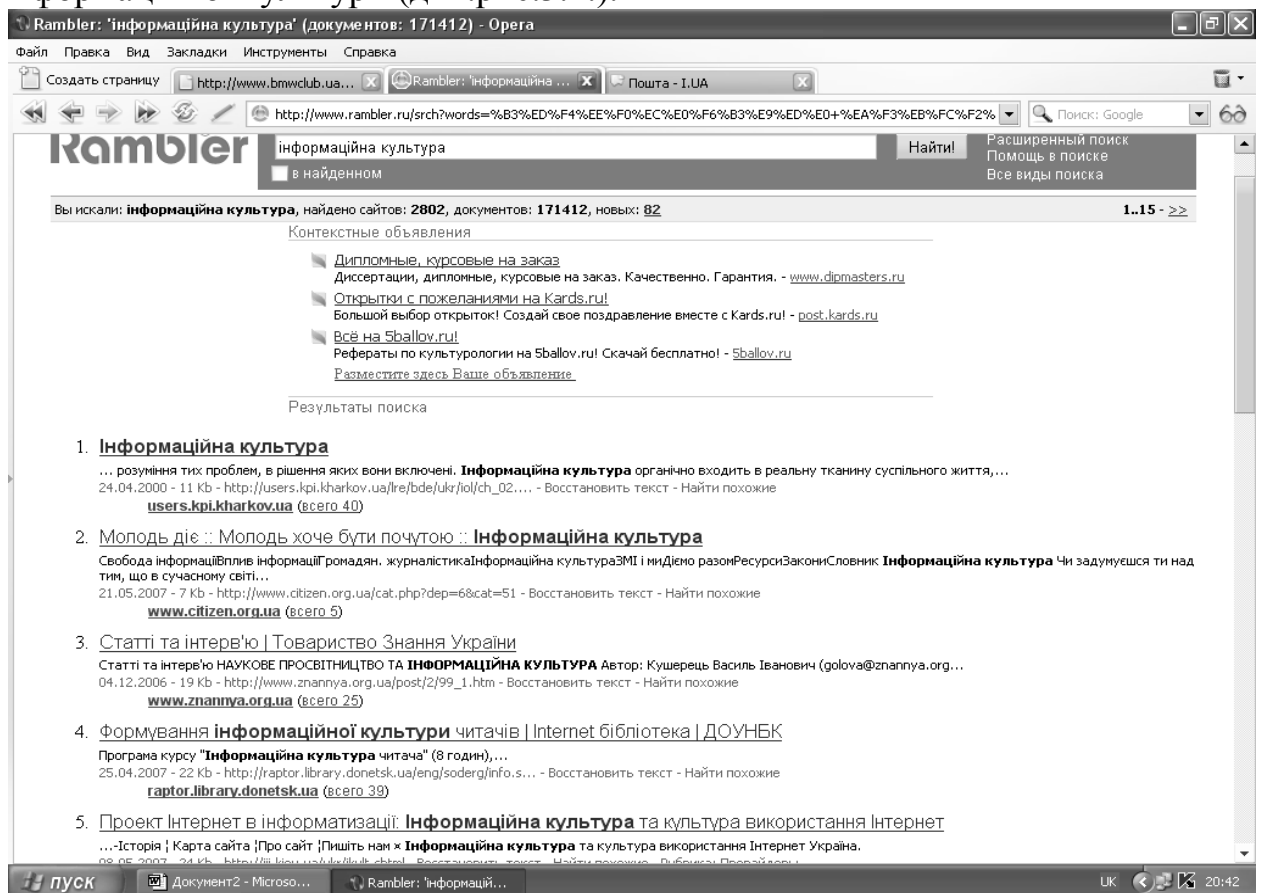 Rambler: 'інформаційна культура' (документов: 171412) - Opera
Файл Правка Вид Закладки Инструменты Справка
Создать страницу http://www.bmwclub.ua... Rambler: 'інформаційна ... Пошта - I.UA
http://www.rambler.ru/srch?words=%B3%ED%F4%EE%F0%EC%E0%F6%B3%E9%ED%E0+%EA%F3%EB%FC%F2% Поиск: Google
Rambler інформаційна культура Найти! Расширенный поиск
Помощь в поиске
в найденном
Все виды поиска
Вы искали: інформаційна культура, найдено сайтов: 2802, документов: 171412, новых: 82 1..15 - >>
Контекстные объявления
Дипломные, курсовые на заказ
Диссертации, дипломные, курсовые на заказ. Качественно. Гарантия. - www.dipmasters.ru
Открытки с пожеланиями на Kards.ru!
Большой выбор открыток! Создай свое поздравление вместе с Kards.ru! - post.kards.ru
Всё на 5ballov.ru!
Рефераты по культурологии на 5ballov.ru! Скачай бесплатно! - 5ballov.ru
Разместите здесь Ваше объявление
Результаты поиска
1. Інформаційна культура
... розуміння тих проблем, в рішення яких вони включені. Інформаційна культура органічно входить в реальну тканину суспільного життя,...
24.04.2000 - 11 Kb - http://users.kpi.kharkov.ua/lre/bde/ukr/iol/ch_02.... - Восстановить текст - Найти похожие
users.kpi.kharkov.ua (всего 40)
2. Молодь діє :: Молодь хоче бути почутою :: Інформаційна культура
Свобода інформаціїВплив інформаціїГромадян. журналістикаІнформаційна культураЗМІ і миДіємо разомРесурсиЗакониСловник Інформаційна культура Чи задумуєшся ти над
тим, що в сучасному світі...
21.05.2007 - 7 Kb - http://www.citizen.org.ua/cat.php?dep=6&cat=51 - Восстановить текст - Найти похожие
www.citizen.org.ua (всего 5)
3. Статті та інтерв'ю | Товариство Знання України
Статті та інтерв'ю НАУКОВЕ ПРОСВІТНИЦТВО ТА ІНФОРМАЦІЙНА КУЛЬТУРА Автор: Кушерець Василь Іванович (golova@znannya.org...
04.12.2006 - 19 Kb - http://www.znannya.org.ua/post/2/99_1.htm - Восстановить текст - Найти похожие
www.znannya.org.ua (всего 25)
4. Формування інформаційної культури читачів | Internet бібліотека | ДОУНБК
Програма курсу "Інформаційна культура читача" (8 годин),...
25.04.2007 - 22 Kb - http://raptor.library.donetsk.ua/eng/soderg/info.s... - Восстановить текст - Найти похожие
raptor.library.donetsk.ua (всего 39)
5. Проект Інтернет в інформатизації: Інформаційна культура та культура використання Інтернет
...-Історія ¦ Карта сайта ¦Про сайт ¦Пишіть нам × Інформаційна культура та культура використання Інтернет Україна.
пуск Документ2 - Microso... Rambler: 'інформацій... UK 20:42